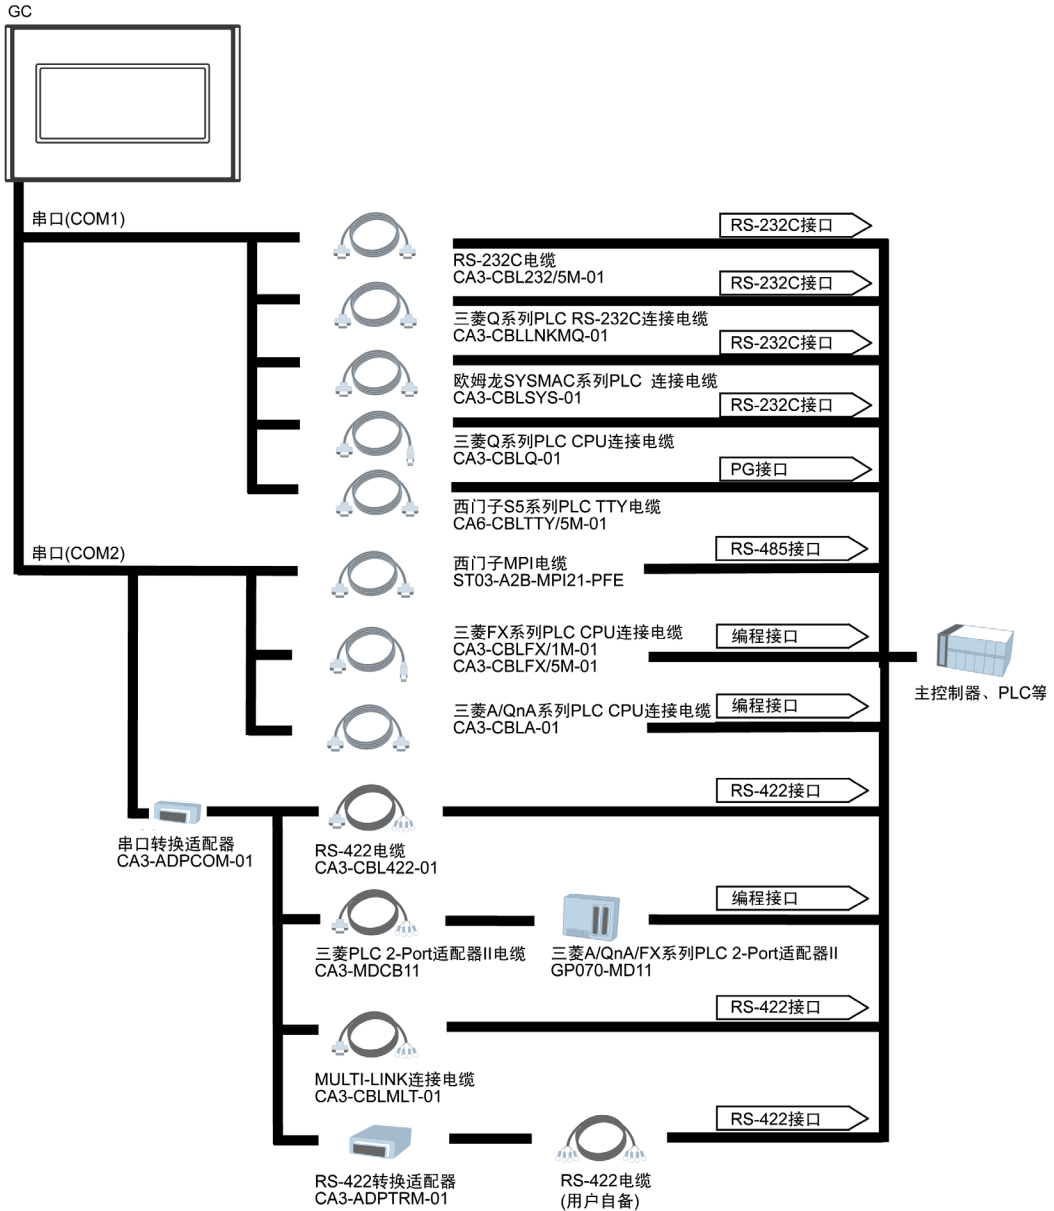 GC
串口(COM1)
RS-232C接口
RS-232C电缆
CA3-CBL232/5M-01
RS-232C接口
三菱Q系列PLC RS-232C连接电缆
CA3-CBLLNKMQ-01
RS-232C接口
欧姆龙SYSMAC系列PLC 连接电缆
CA3-CBLSYS-01
RS-232C接口
三菱Q系列PLC CPU连接电缆
CA3-CBLQ-01
PG接口
西门子S5系列PLC TTY电缆
CA6-CBLTTY/5M-01
串口(COM2)
RS-485接口
西门子MPI电缆
ST03-A2B-MPI21-PFE
三菱FX系列PLC CPU连接电缆
CA3-CBLFX/1M-01
CA3-CBLFX/5M-01
编程接口
主控制器、PLC等
三菱A/QnA系列PLC CPU连接电缆
CA3-CBLA-01
编程接口
RS-422接口
串口转换适配器
CA3-ADPCOM-01
RS-422电缆
CA3-CBL422-01
编程接口
三菱PLC 2-Port适配器II电缆
CA3-MDCB11
三菱A/QnA/FX系列PLC 2-Port适配器II
GP070-MD11
RS-422接口
MULTI-LINK连接电缆
CA3-CBLMLT-01
RS-422接口
RS-422转换适配器
CA3-ADPTRM-01
RS-422电缆
(用户自备)